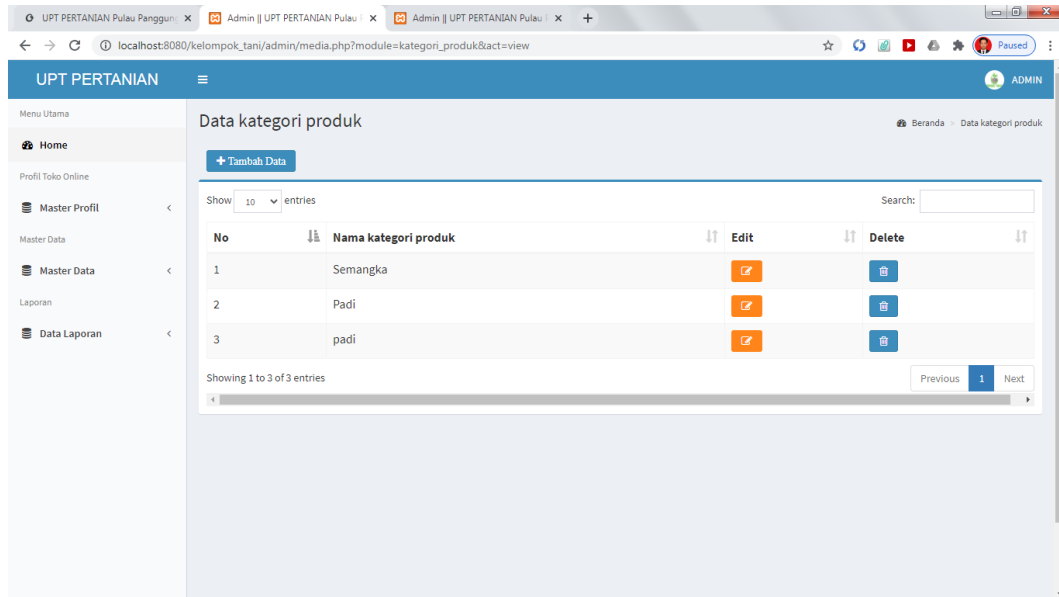 UPT PERTANIAN Pulau Panggung
Admin || UPT PERTANIAN Pulau
Admin || UPT PERTANIAN Pulau
localhost:8080/kelompok_tani/admin/media.php?module=kategori_produk&act=view
Paused
UPT PERTANIAN
ADMIN
Menu Utama
Home
Profil Toko Online
Master Profil
Master Data
Master Data
Laporan
Data Laporan
Data kategori produk
Beranda > Data kategori produk
+ Tambah Data
Show 10 entries
Search:
No Nama kategori produk Edit Delete
1 Semangka
2 Padi
3 padi
Showing 1 to 3 of 3 entries
Previous 1 Next